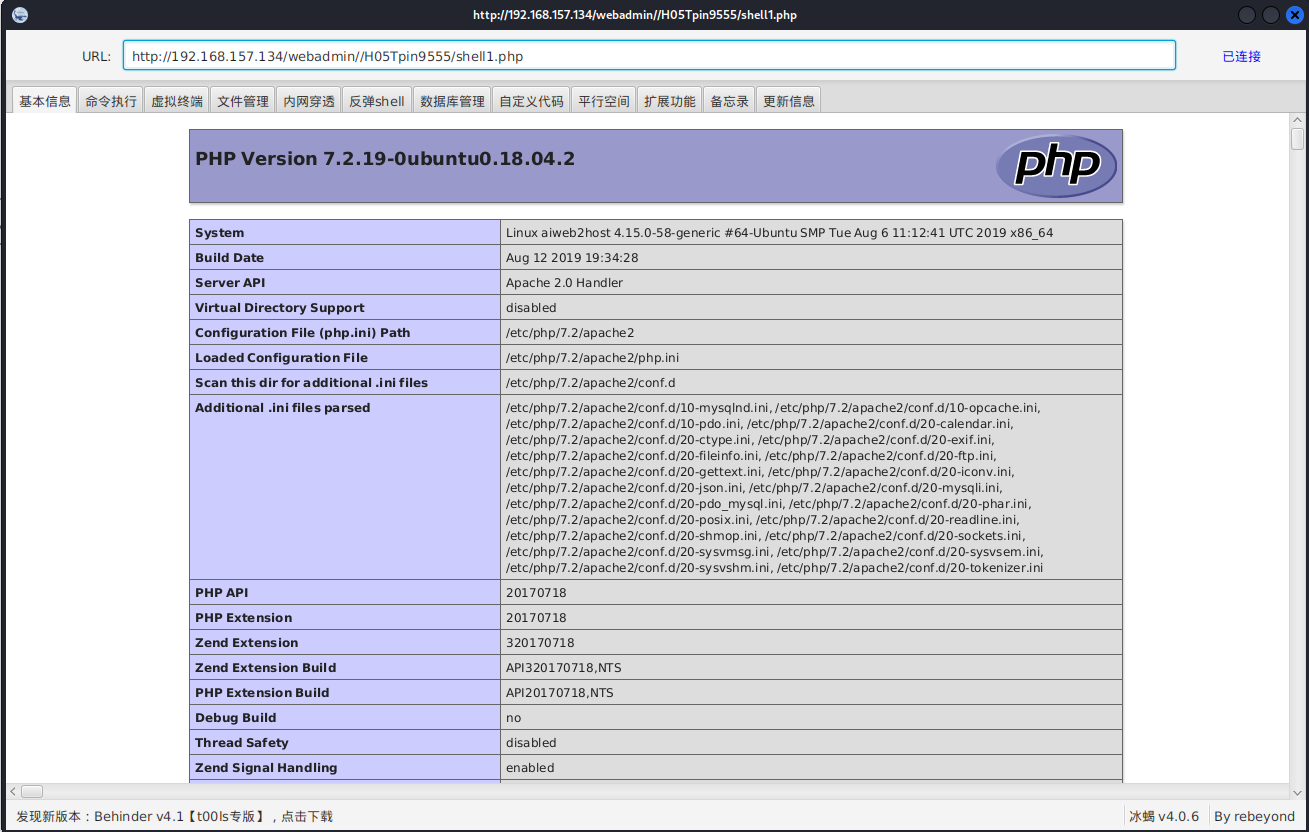 http://192.168.157.134/webadmin//H05Tpin9555/shell1.php
URL: http://192.168.157.134/webadmin//H05Tpin9555/shell1.php 已连接
基本信息 命令执行 虚拟终端 文件管理 内网穿透 反弹shell 数据库管理 自定义代码 平行空间 扩展功能 备忘录 更新信息
PHP Version 7.2.19-0ubuntu0.18.04.2 php
System Linux aiweb2host 4.15.0-58-generic #64-Ubuntu SMP Tue Aug 6 11:12:41 UTC 2019 x86_64
Build Date Aug 12 2019 19:34:28
Server API Apache 2.0 Handler
Virtual Directory Support disabled
Configuration File (php.ini) Path /etc/php/7.2/apache2
Loaded Configuration File /etc/php/7.2/apache2/php.ini
Scan this dir for additional .ini files /etc/php/7.2/apache2/conf.d
Additional .ini files parsed /etc/php/7.2/apache2/conf.d/10-mysqlnd.ini, /etc/php/7.2/apache2/conf.d/10-opcache.ini,
/etc/php/7.2/apache2/conf.d/10-pdo.ini, /etc/php/7.2/apache2/conf.d/20-calendar.ini,
/etc/php/7.2/apache2/conf.d/20-ctype.ini, /etc/php/7.2/apache2/conf.d/20-exif.ini,
/etc/php/7.2/apache2/conf.d/20-fileinfo.ini, /etc/php/7.2/apache2/conf.d/20-ftp.ini,
/etc/php/7.2/apache2/conf.d/20-gettext.ini, /etc/php/7.2/apache2/conf.d/20-iconv.ini,
/etc/php/7.2/apache2/conf.d/20-json.ini, /etc/php/7.2/apache2/conf.d/20-mysqli.ini,
/etc/php/7.2/apache2/conf.d/20-pdo_mysql.ini, /etc/php/7.2/apache2/conf.d/20-phar.ini,
/etc/php/7.2/apache2/conf.d/20-posix.ini, /etc/php/7.2/apache2/conf.d/20-readline.ini,
/etc/php/7.2/apache2/conf.d/20-shmop.ini, /etc/php/7.2/apache2/conf.d/20-sockets.ini,
/etc/php/7.2/apache2/conf.d/20-sysvmsg.ini, /etc/php/7.2/apache2/conf.d/20-sysvsem.ini,
/etc/php/7.2/apache2/conf.d/20-sysvshm.ini, /etc/php/7.2/apache2/conf.d/20-tokenizer.ini
PHP API 20170718
PHP Extension 20170718
Zend Extension 320170718
Zend Extension Build API320170718,NTS
PHP Extension Build API20170718,NTS
Debug Build no
Thread Safety disabled
Zend Signal Handling enabled
发现新版本：Behinder v4.1【t00ls专版】，点击下载 冰蝎 v4.0.6 By rebeyond